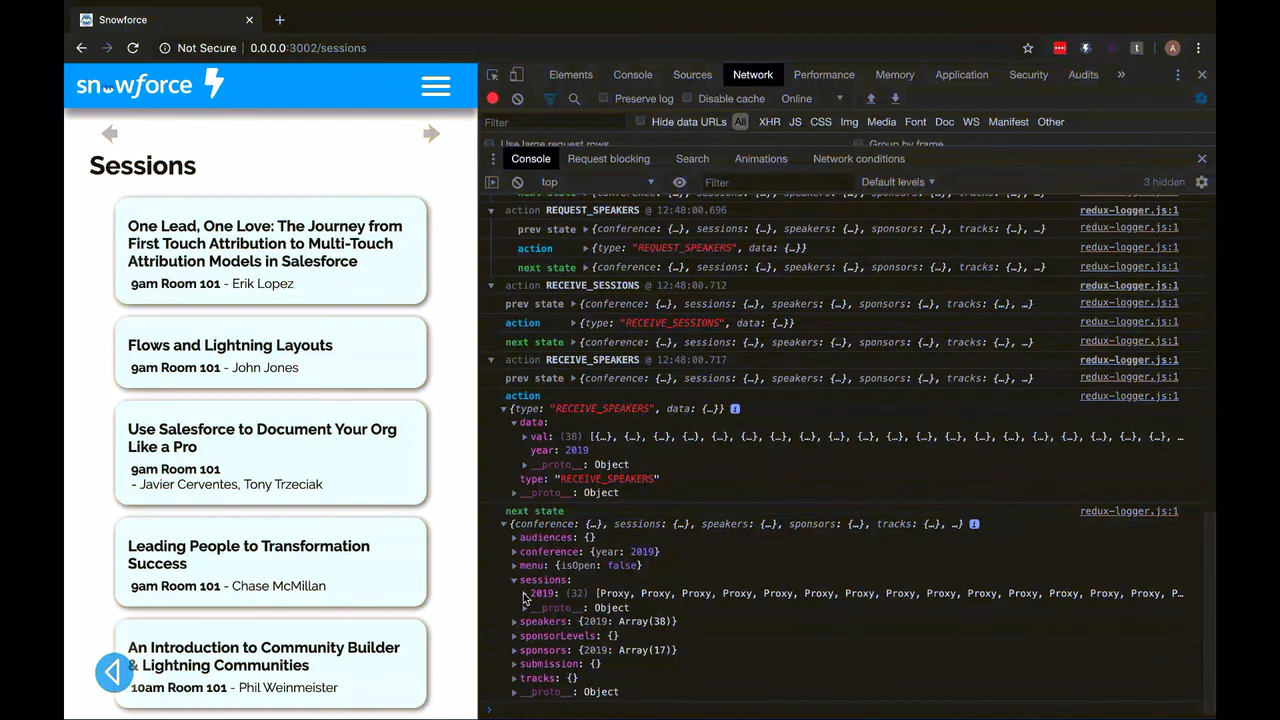 Snowforce
Not Secure 0.0.0.0:3002/sessions
t
A
snowforce
Sessions
One Lead, One Love: The Journey from
First Touch Attribution to Multi-Touch
Attribution Models in Salesforce
9am Room 101 - Erik Lopez
Flows and Lightning Layouts
9am Room 101 - John Jones
Use Salesforce to Document Your Org
Like a Pro
9am Room 101
- Javier Cerventes, Tony Trzeciak
Leading People to Transformation
Success
9am Room 101 - Chase McMillan
An Introduction to Community Builder
& Lightning Communities
10am Room 101 - Phil Weinmeister
Elements Console Sources Network Performance Memory Application Security Audits »
Preserve log Disable cache Online
Filter Hide data URLs All XHR JS CSS Img Media Font Doc WS Manifest Other
Use large request rows Group by frame
Console Request blocking Search Animations Network conditions
top Filter Default levels 3 hidden
next state {conference: {…}, sessions: {…}, speakers: {…}, sponsors: {…}, tracks: {…}, …}
action REQUEST_SPEAKERS @ 12:48:00.696 redux-logger.js:1
prev state {conference: {…}, sessions: {…}, speakers: {…}, sponsors: {…}, tracks: {…}, …} redux-logger.js:1
action {type: "REQUEST_SPEAKERS", data: {…}} redux-logger.js:1
next state {conference: {…}, sessions: {…}, speakers: {…}, sponsors: {…}, tracks: {…}, …} redux-logger.js:1
action RECEIVE_SESSIONS @ 12:48:00.712 redux-logger.js:1
prev state {conference: {…}, sessions: {…}, speakers: {…}, sponsors: {…}, tracks: {…}, …} redux-logger.js:1
action {type: "RECEIVE_SESSIONS", data: {…}} redux-logger.js:1
next state {conference: {…}, sessions: {…}, speakers: {…}, sponsors: {…}, tracks: {…}, …} redux-logger.js:1
action RECEIVE_SPEAKERS @ 12:48:00.717 redux-logger.js:1
prev state {conference: {…}, sessions: {…}, speakers: {…}, sponsors: {…}, tracks: {…}, …} redux-logger.js:1
action redux-logger.js:1
{type: "RECEIVE_SPEAKERS", data: {…}} i
data:
val: (38) [{…}, {…}, {…}, {…}, {…}, {…}, {…}, {…}, {…}, {…}, {…}, {…}, {…}, {…}, {…}, {…}, {…}, {…}, {…}, …
year: 2019
__proto__: Object
type: "RECEIVE_SPEAKERS"
__proto__: Object
next state redux-logger.js:1
{conference: {…}, sessions: {…}, speakers: {…}, sponsors: {…}, tracks: {…}, …} i
audiences: {}
conference: {year: 2019}
menu: {isOpen: false}
sessions:
2019: (32) [Proxy, Proxy, Proxy, Proxy, Proxy, Proxy, Proxy, Proxy, Proxy, Proxy, Proxy, Proxy, Proxy, Proxy, P…
__proto__: Object
speakers: {2019: Array(38)}
sponsorLevels: {}
sponsors: {2019: Array(17)}
submission: {}
tracks: {}
__proto__: Object